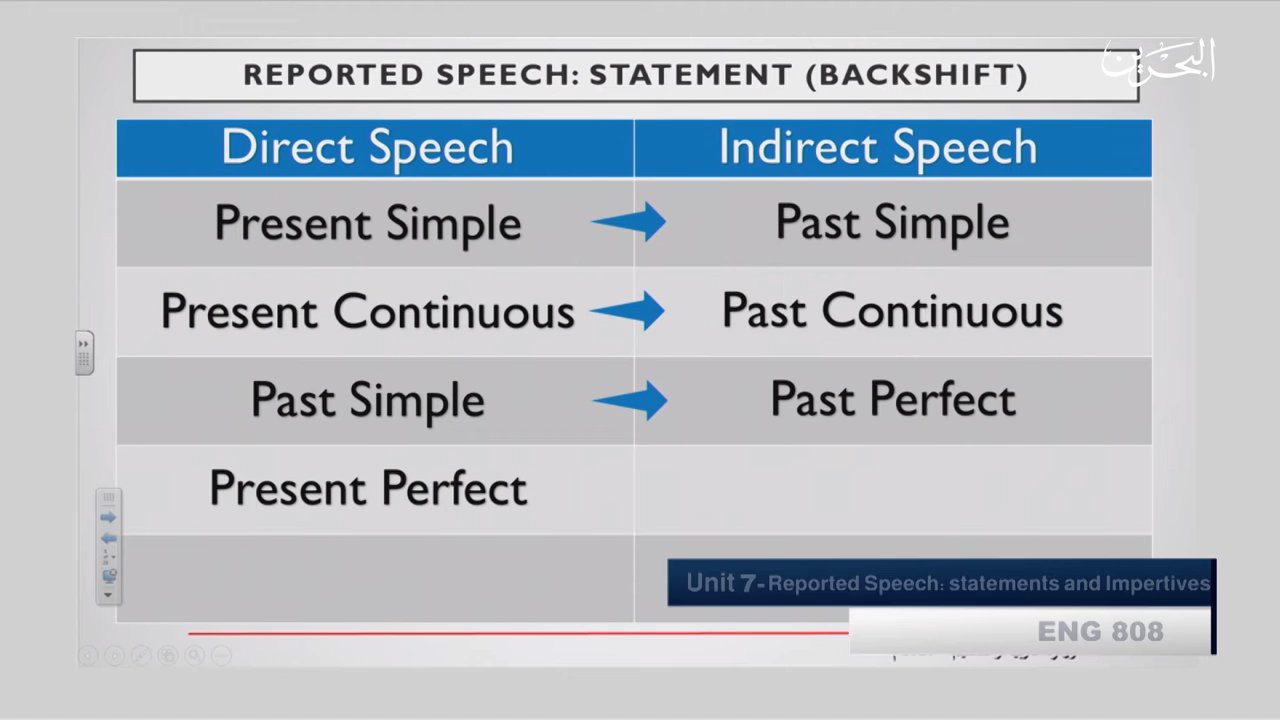 البحرين
REPORTED SPEECH: STATEMENT (BACKSHIFT)
Direct Speech Indirect Speech
Present Simple Past Simple
Present Continuous Past Continuous
Past Simple Past Perfect
Present Perfect
Unit 7-Reported Speech: statements and Impertives
ENG 808